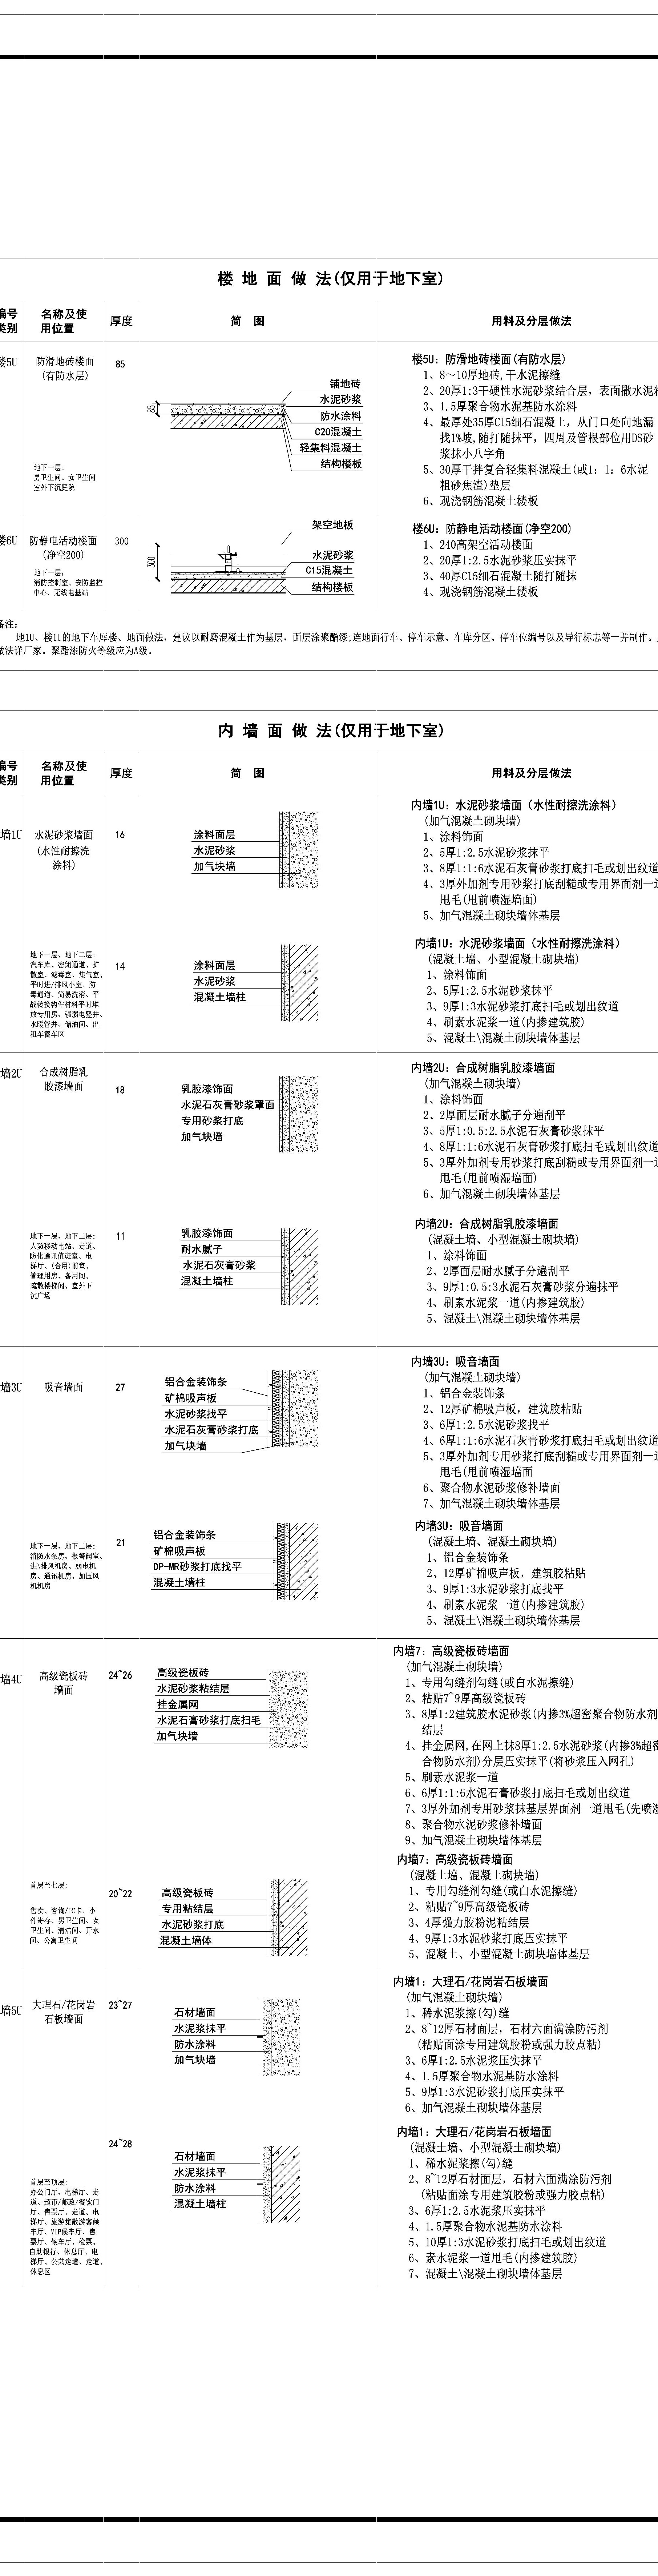 楼 地 面 做 法(仅用于地下室)
编号 名称及使 厚度 简 图 用料及分层做法
类别 用位置
楼5U 防滑地砖楼面 85
(有防水层)
地下一层:
男卫生间、女卫生间
室外下沉庭院
85
铺地砖
水泥砂浆
防水涂料
C20混凝土
轻集料混凝土
结构楼板
楼5U: 防滑地砖楼面(有防水层)
1、8～10厚地砖,干水泥擦缝
2、20厚1:3干硬性水泥砂浆结合层, 表面撒水泥
3、1.5厚聚合物水泥基防水涂料
4、最厚处35厚C15细石混凝土, 从门口处向地漏
找1%坡, 随打随抹平, 四周及管根部位用DS砂
浆抹小八字角
5、30厚干拌复合轻集料混凝土(或1: 1: 6水泥
粗砂焦渣)垫层
6、现浇钢筋混凝土楼板
楼6U 防静电活动楼面 300
(净空200)
地下一层:
消防控制室、安防监控
中心、无线电基站
300
架空地板
水泥砂浆
C15混凝土
结构楼板
楼6U: 防静电活动楼面(净空200)
1、240高架空活动楼面
2、20厚1:2.5水泥砂浆压实抹平
3、40厚C15细石混凝土随打随抹
4、现浇钢筋混凝土楼板
备注:
地1U、楼1U的地下车库楼、地面做法, 建议以耐磨混凝土作为基层, 面层涂聚酯漆;连地面行车、停车示意、车库分区、停车位编号以及导行标志等一并制作。
做法详厂家。聚酯漆防火等级应为A级。
内 墙 面 做 法(仅用于地下室)
编号 名称及使 厚度 简 图 用料及分层做法
类别 用位置
墙1U 水泥砂浆墙面 16
(水性耐擦洗
涂料)
涂料面层
水泥砂浆
加气块墙
内墙1U: 水泥砂浆墙面 (水性耐擦洗涂料)
(加气混凝土砌块墙)
1、涂料饰面
2、5厚1:2.5水泥砂浆抹平
3、8厚1:1:6水泥石灰膏砂浆打底扫毛或划出纹道
4、3厚外加剂专用砂浆打底刮糙或专用界面剂一道
甩毛(甩前喷湿墙面)
5、加气混凝土砌块墙体基层
地下一层、地下二层:
汽车库、密闭通道、扩
散室、滤毒室、集气室、
平时进/排风小室、防
毒通道、简易洗消、平
战转换构件材料平时堆
放专用房、强弱电竖井、
水暖管井、储油间、出
租车蓄车区
14
涂料面层
水泥砂浆
混凝土墙柱
内墙1U: 水泥砂浆墙面 (水性耐擦洗涂料)
(混凝土墙、小型混凝土砌块墙)
1、涂料饰面
2、5厚1:2.5水泥砂浆抹平
3、9厚1:3水泥砂浆打底扫毛或划出纹道
4、刷素水泥浆一道(内掺建筑胶)
5、混凝土\混凝土砌块墙体基层
墙2U 合成树脂乳 18
胶漆墙面
乳胶漆饰面
水泥石灰膏砂浆罩面
专用砂浆打底
加气块墙
内墙2U: 合成树脂乳胶漆墙面
(加气混凝土砌块墙)
1、涂料饰面
2、2厚面层耐水腻子分遍刮平
3、5厚1:0.5:2.5水泥石灰膏砂浆抹平
4、8厚1:1:6水泥石灰膏砂浆打底扫毛或划出纹道
5、3厚外加剂专用砂浆打底刮糙或专用界面剂一道
甩毛(甩前喷湿墙面)
6、加气混凝土砌块墙体基层
地下一层、地下二层:
人防移动电站、走道、
防化通讯值班室、电
梯厅、(合用)前室、
管理用房、备用间、
疏散楼梯间、室外下
沉广场
11
乳胶漆饰面
耐水腻子
水泥石灰膏砂浆
混凝土墙柱
内墙2U: 合成树脂乳胶漆墙面
(混凝土墙、小型混凝土砌块墙)
1、涂料饰面
2、2厚面层耐水腻子分遍刮平
3、9厚1:0.5:3水泥石灰膏砂浆分遍抹平
4、刷素水泥浆一道(内掺建筑胶)
5、混凝土\混凝土砌块墙体基层
墙3U 吸音墙面 27
铝合金装饰条
矿棉吸声板
水泥砂浆找平
水泥石灰膏砂浆打底
加气块墙
内墙3U: 吸音墙面
(加气混凝土砌块墙)
1、铝合金装饰条
2、12厚矿棉吸声板, 建筑胶粘贴
3、6厚1:2.5水泥砂浆找平
4、6厚1:1:6水泥石灰膏砂浆打底扫毛或划出纹道
5、3厚外加剂专用砂浆打底刮糙或专用界面剂一道
甩毛(甩前喷湿墙面
6、聚合物水泥砂浆修补墙面
7、加气混凝土砌块墙体基层
地下一层、地下二层:
消防水泵房、报警阀室、
进\排风机房、弱电机
房、通讯机房、加压风
机机房
21
铝合金装饰条
矿棉吸声板
DP-MR砂浆打底找平
混凝土墙柱
内墙3U: 吸音墙面
(混凝土墙、混凝土砌块墙)
1、铝合金装饰条
2、12厚矿棉吸声板, 建筑胶粘贴
3、9厚1:3水泥砂浆打底找平
4、刷素水泥浆一道(内掺建筑胶)
5、混凝土\混凝土砌块墙体基层
墙4U 高级瓷板砖 24~26
墙面
高级瓷板砖
水泥砂浆粘结层
挂金属网
水泥石膏砂浆打底扫毛
加气块墙
内墙7: 高级瓷板砖墙面
(加气混凝土砌块墙)
1、专用勾缝剂勾缝(或白水泥擦缝)
2、粘贴7~9厚高级瓷板砖
3、8厚1:2建筑胶水泥砂浆(内掺3%超密聚合物防水剂
结层
4、挂金属网,在网上抹8厚1:2.5水泥砂浆(内掺3%超密
合物防水剂)分层压实抹平(将砂浆压入网孔)
5、刷素水泥浆一道
6、6厚1:1:6水泥石膏砂浆打底扫毛或划出纹道
7、3厚外加剂专用砂浆抹基层界面剂一道甩毛(先喷湿
8、聚合物水泥砂浆修补墙面
9、加气混凝土砌块墙体基层
首层至七层:
售卖、咨询/IC卡、小
件寄存、男卫生间、女
卫生间、清洁间、开水
间、公寓卫生间
20~22
高级瓷板砖
专用粘结层
水泥砂浆打底
混凝土墙体
内墙7: 高级瓷板砖墙面
(混凝土墙、混凝土砌块墙)
1、专用勾缝剂勾缝(或白水泥擦缝)
2、粘贴7~9厚高级瓷板砖
3、4厚强力胶粉泥粘结层
4、9厚1:3水泥砂浆打底压实抹平
5、混凝土、小型混凝土砌块墙体基层
墙5U 大理石/花岗岩 23~27
石板墙面
石材墙面
水泥浆抹平
防水涂料
加气块墙
内墙1: 大理石/花岗岩石板墙面
(加气混凝土砌块墙)
1、稀水泥浆擦(勾)缝
2、8~12厚石材面层, 石材六面满涂防污剂
(粘贴面涂专用建筑胶粉或强力胶点粘)
3、6厚1:2.5水泥浆压实抹平
4、1.5厚聚合物水泥基防水涂料
5、9厚1:3水泥砂浆打底压实抹平
6、加气混凝土砌块墙体基层
24~28
首层至顶层:
办公门厅、电梯厅、走
道、超市/邮政/餐饮门
厅、售票厅、走道、电
梯厅、旅游集散游客候
车厅、VIP候车厅、售
票厅、候车厅、检票、
自助银行、休息厅、电
梯厅、公共走道、走道、
休息区
石材墙面
水泥浆抹平
防水涂料
混凝土墙柱
内墙1: 大理石/花岗岩石板墙面
(混凝土墙、小型混凝土砌块墙)
1、稀水泥浆擦(勾)缝
2、8~12厚石材面层, 石材六面满涂防污剂
(粘贴面涂专用建筑胶粉或强力胶点粘)
3、6厚1:2.5水泥浆压实抹平
4、1.5厚聚合物水泥基防水涂料
5、10厚1:3水泥砂浆打底扫毛或划出纹道
6、素水泥浆一道甩毛(内掺建筑胶)
7、混凝土\混凝土砌块墙体基层